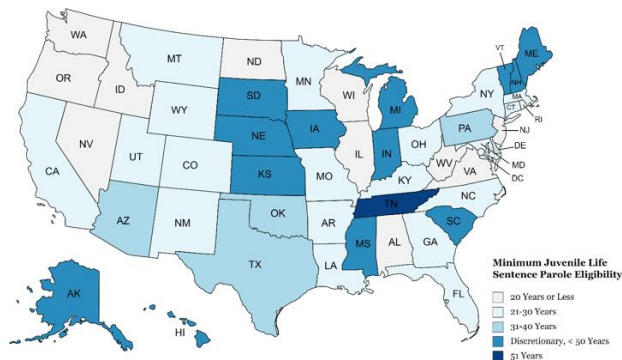 WA
MT
ND
MN
VT
ME
OR
ID
SD
WI
MI
NY
NH
MA
CT
RI
WY
NE
IA
PA
NJ
NV
UT
CO
IL
IN
OH
WV
VA
DE
MD
DC
CA
KS
MO
KY
AZ
NM
OK
AR
TN
NC
SC
TX
LA
MS
AL
GA
FL
AK
HI
Minimum Juvenile Life
Sentence Parole Eligibility
20 Years or Less
21-30 Years
31-40 Years
Discretionary, < 50 Years
51 Years